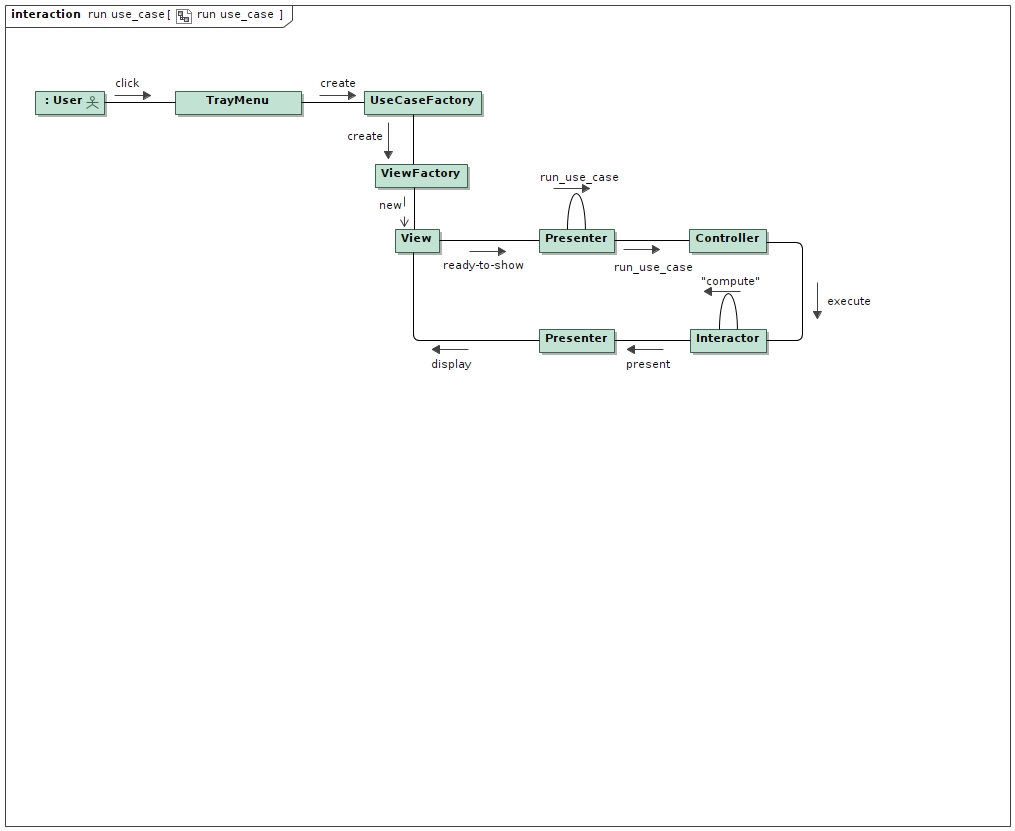 interaction run use_case[ run use_case ]
click
create
: User
TrayMenu
UseCaseFactory
create
ViewFactory
new
run_use_case
View
Presenter
Controller
ready-to-show
run_use_case
"compute"
execute
Presenter
Interactor
display
present